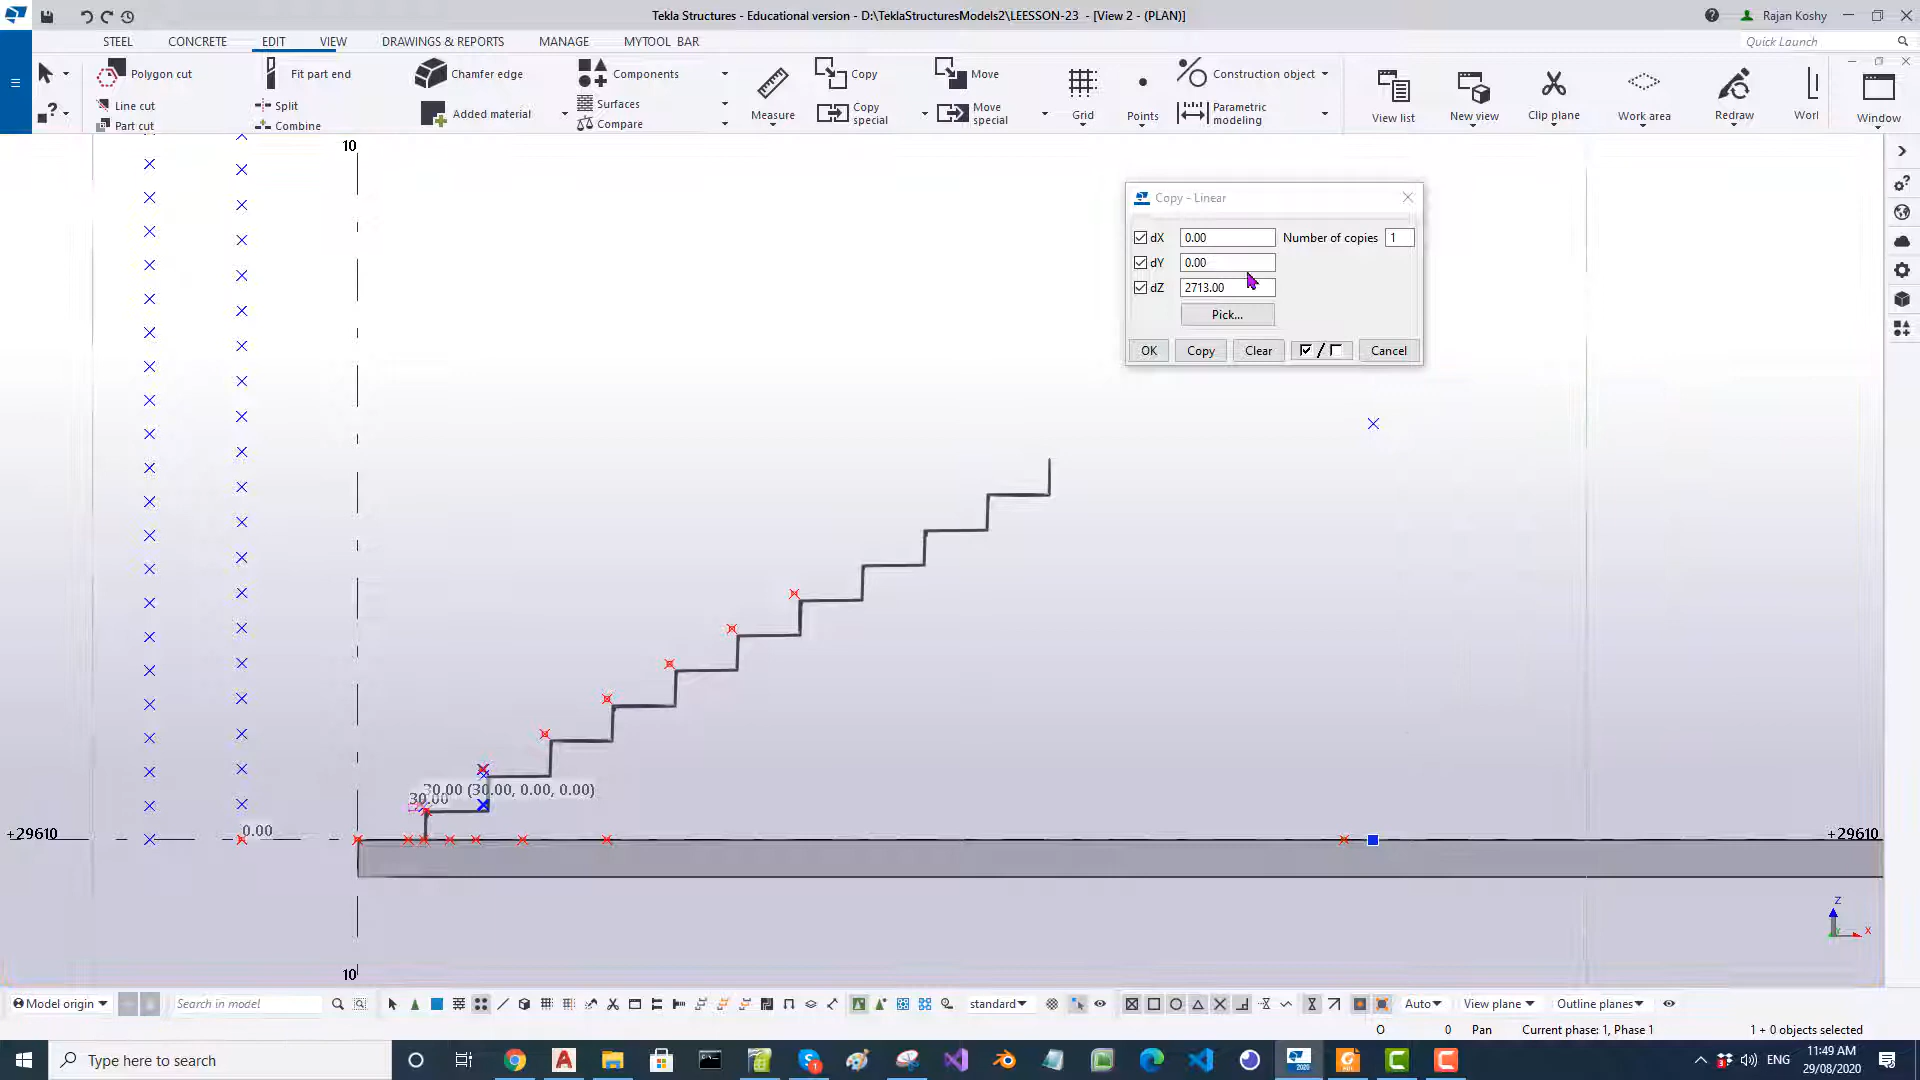 Tekla Structures - Educational version - D:\TeklaStructuresModels2\LEESSON-23 - [View 2 - (PLAN)]
Rajan Koshy
STEEL CONCRETE EDIT VIEW DRAWINGS & REPORTS MANAGE MYTOOL BAR
Quick Launch
Polygon cut
Line cut
Part cut
Fit part end
Split
Combine
Chamfer edge
Added material
Components
Surfaces
Compare
Measure
Copy
Copy special
Move
Move special
Grid
Points
Construction object
Parametric modeling
View list
New view
Clip plane
Work area
Redraw
Worl
Window
10
Copy - Linear
dX 0.00 Number of copies 1
dY 0.00
dZ 2713.00
Pick...
OK Copy Clear / Cancel
30.00 (30.00, 0.00, 0.00)
30.00
0.00
+29610
+29610
Z
X
10
Model origin
Search in model
standard
Auto
View plane
Outline planes
O 0 Pan Current phase: 1, Phase 1 1 + 0 objects selected
Type here to search
ENG
11:49 AM
29/08/2020